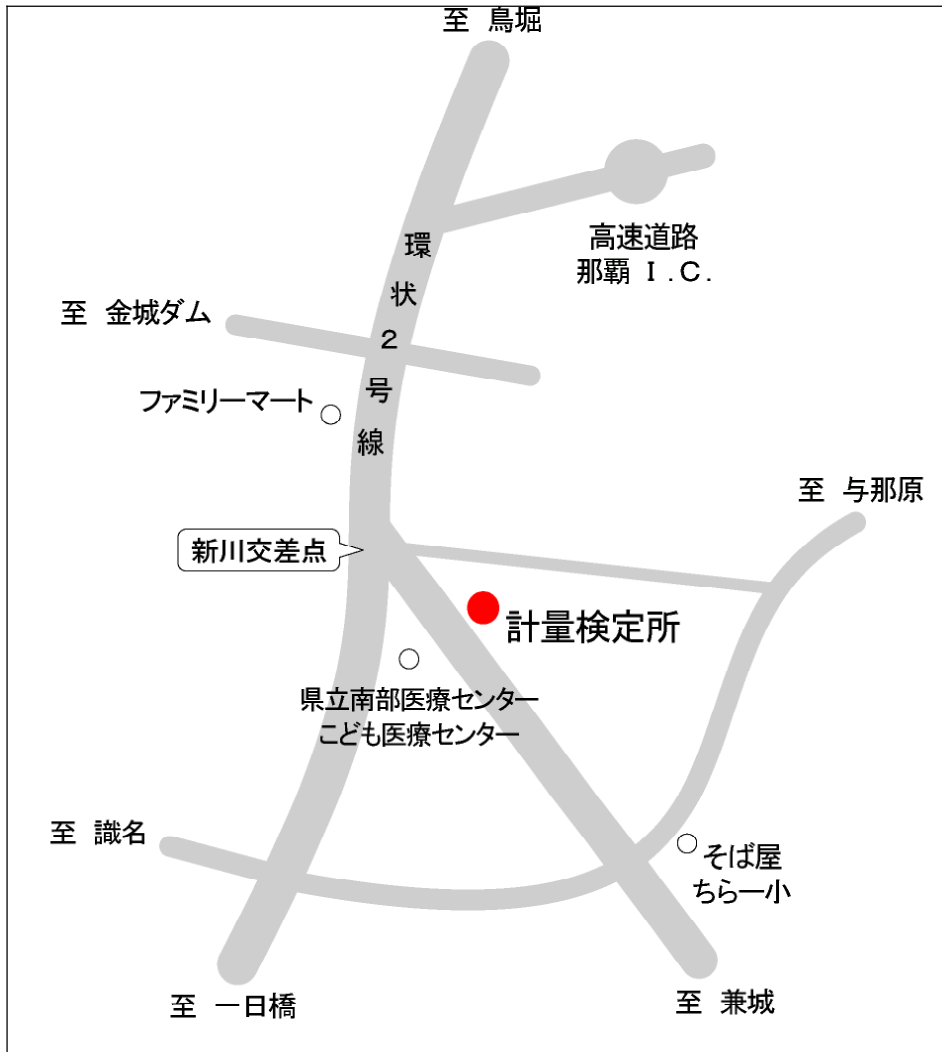 至 鳥堀
高速道路
那覇 I.C.
環状2号線
至 金城ダム
ファミリーマート
至 与那原
新川交差点
計量検定所
県立南部医療センター
こども医療センター
至 識名
そば屋
ちらー小
至 一日橋
至 兼城